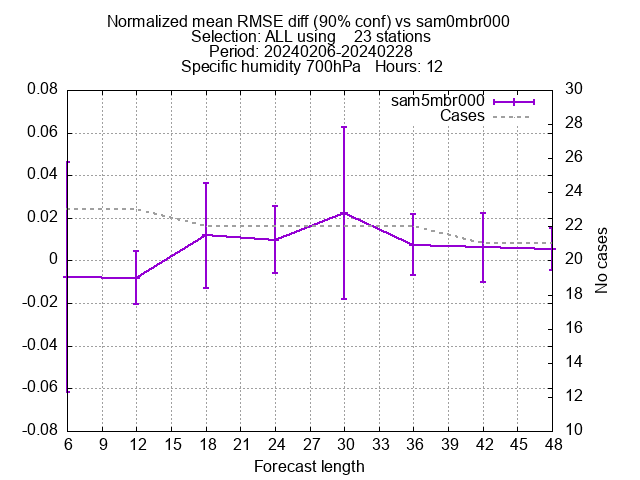 Normalized mean RMSE diff (90% conf) vs sam0mbr000
Selection: ALL using    23 stations
Period: 20240206-20240228
Specific humidity 700hPa   Hours: 12
sam5mbr000
Cases
0.08
0.06
0.04
0.02
0
-0.02
-0.04
-0.06
-0.08
30
28
26
24
22
20
18
16
14
12
10
No cases
6 9 12 15 18 21 24 27 30 33 36 39 42 45 48
Forecast length